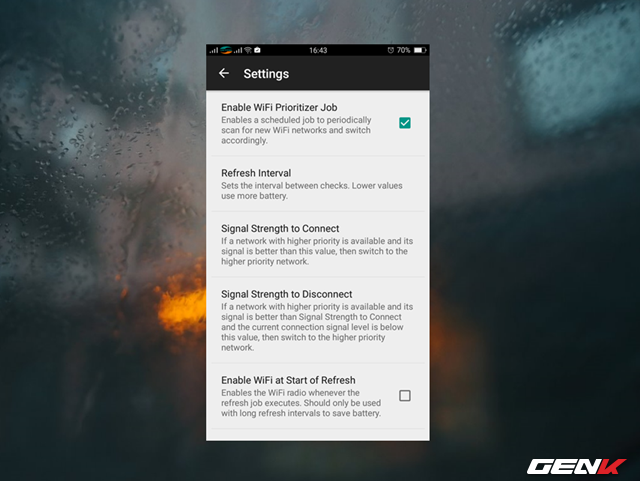 16:43
70%
Settings
Enable WiFi Prioritizer Job
Enables a scheduled job to periodically
scan for new WiFi networks and switch
accordingly.
Refresh Interval
Sets the interval between checks. Lower values
use more battery.
Signal Strength to Connect
If a network with higher priority is available and its
signal is better than this value, then switch to the
higher priority network.
Signal Strength to Disconnect
If a network with higher priority is available and its
signal is better than Signal Strength to Connect
and the current connection signal level is below
this value, then switch to the higher priority
network.
Enable WiFi at Start of Refresh
Enables the WiFi radio whenever the
refresh job executes. Should only be used
with long refresh intervals to save battery.
GENK